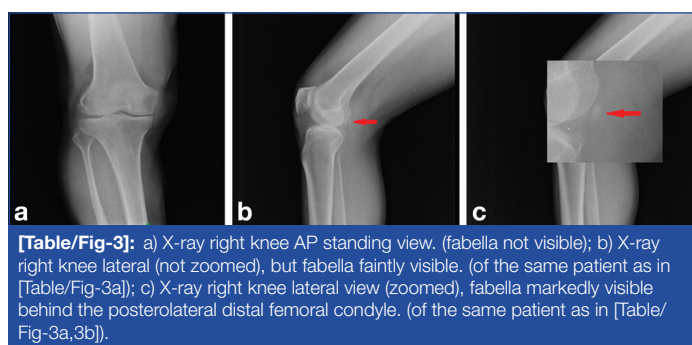 a
b
c
[Table/Fig-3]: a) X-ray right knee AP standing view. (fabella not visible); b) X-ray
right knee lateral (not zoomed), but fabella faintly visible. (of the same patient as in
[Table/Fig-3a]); c) X-ray right knee lateral view (zoomed), fabella markedly visible
behind the posterolateral distal femoral condyle. (of the same patient as in [Table/
Fig-3a,3b]).